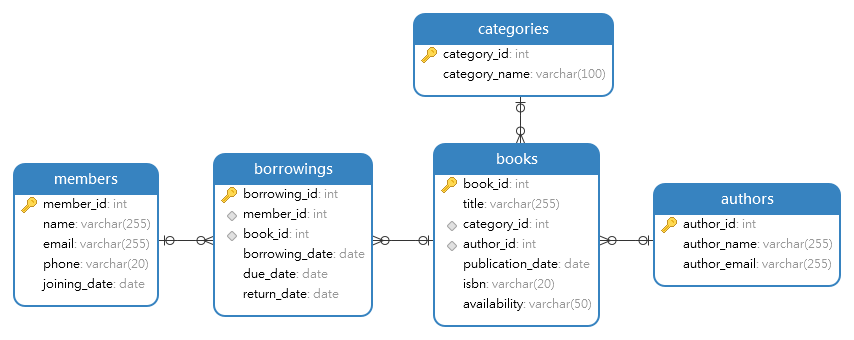 categories
category_id: int
category_name: varchar(100)
members
member_id: int
name: varchar(255)
email: varchar(255)
phone: varchar(20)
joining_date: date
borrowings
borrowing_id: int
member_id: int
book_id: int
borrowing_date: date
due_date: date
return_date: date
books
book_id: int
title: varchar(255)
category_id: int
author_id: int
publication_date: date
isbn: varchar(20)
availability: varchar(50)
authors
author_id: int
author_name: varchar(255)
author_email: varchar(255)